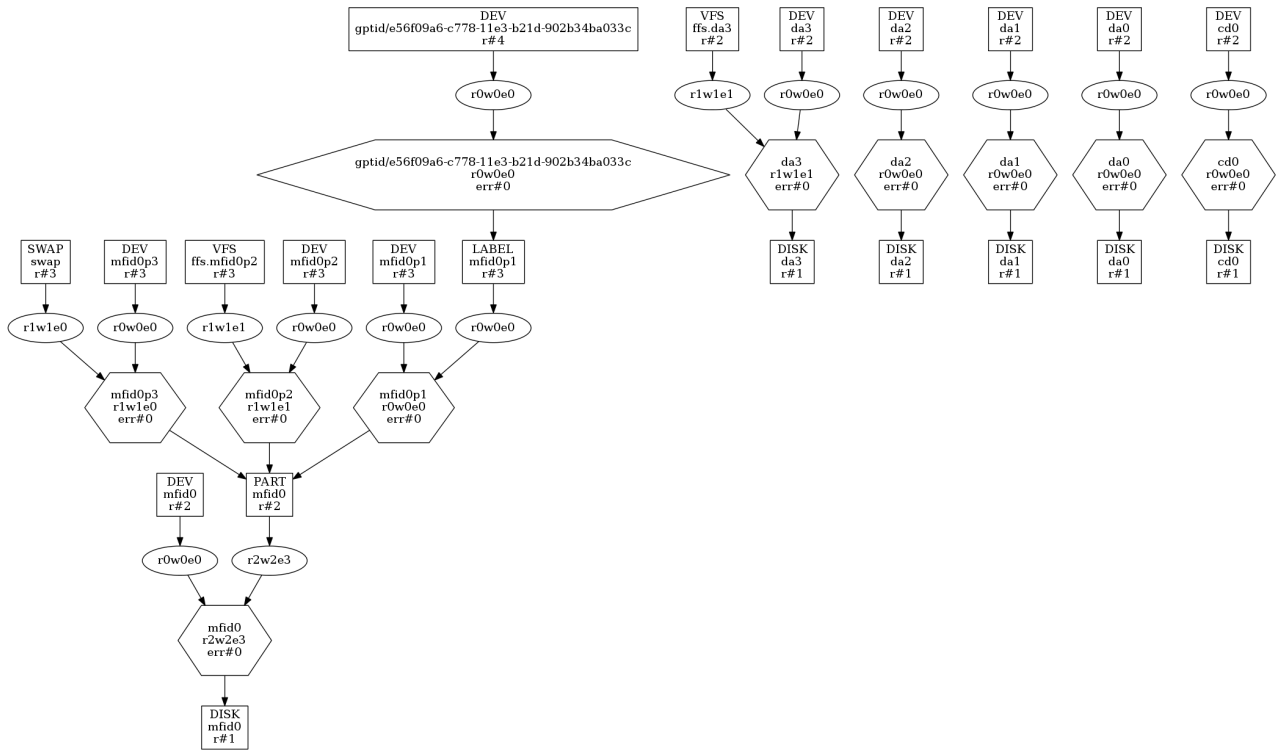 DEV
gptid/e56f09a6-c778-11e3-b21d-902b34ba033c
r#4
VFS
ffs.da3
r#2
DEV
da3
r#2
DEV
da2
r#2
DEV
da1
r#2
DEV
da0
r#2
DEV
cd0
r#2
r0w0e0
r1w1e1
r0w0e0
r0w0e0
r0w0e0
r0w0e0
r0w0e0
gptid/e56f09a6-c778-11e3-b21d-902b34ba033c
r0w0e0
err#0
da3
r1w1e1
err#0
da2
r0w0e0
err#0
da1
r0w0e0
err#0
da0
r0w0e0
err#0
cd0
r0w0e0
err#0
SWAP
swap
r#3
DEV
mfid0p3
r#3
VFS
ffs.mfid0p2
r#3
DEV
mfid0p2
r#3
DEV
mfid0p1
r#3
LABEL
mfid0p1
r#3
DISK
da3
r#1
DISK
da2
r#1
DISK
da1
r#1
DISK
da0
r#1
DISK
cd0
r#1
r1w1e0
r0w0e0
r1w1e1
r0w0e0
r0w0e0
r0w0e0
mfid0p3
r1w1e0
err#0
mfid0p2
r1w1e1
err#0
mfid0p1
r0w0e0
err#0
DEV
mfid0
r#2
PART
mfid0
r#2
r0w0e0
r2w2e3
mfid0
r2w2e3
err#0
DISK
mfid0
r#1